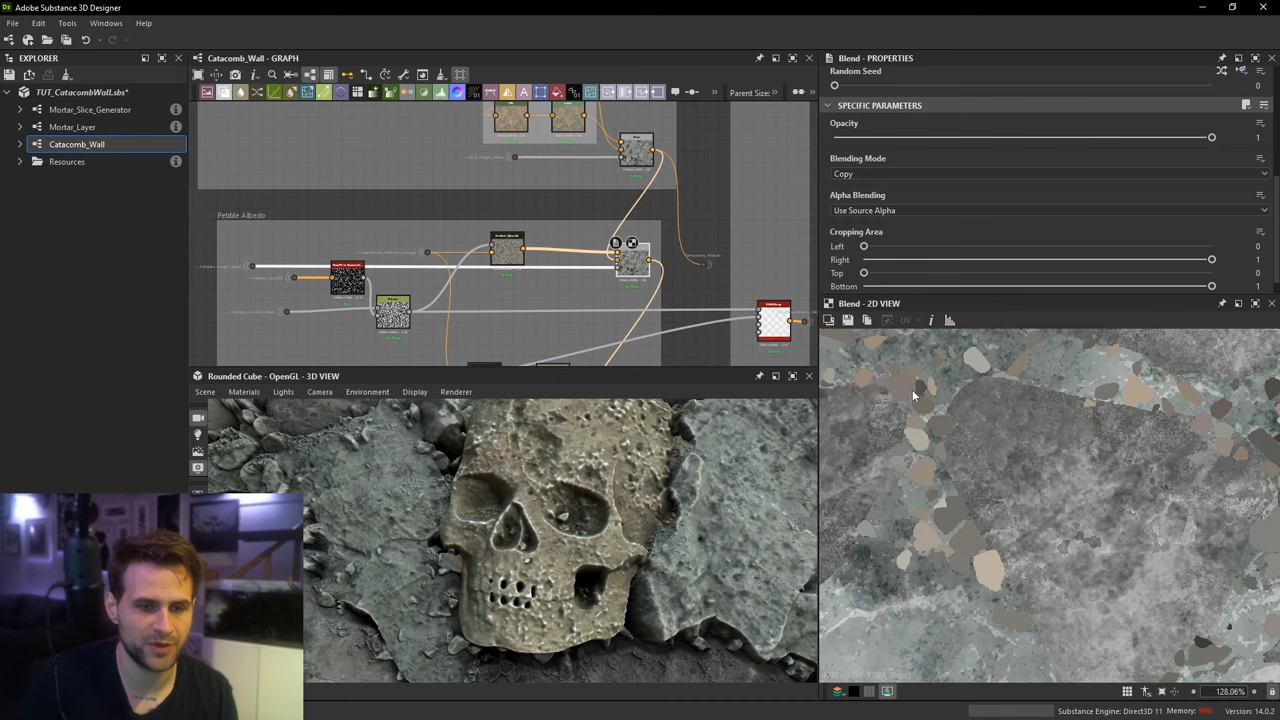 Adobe Substance 3D Designer
File Edit Tools Windows Help
EXPLORER
TUT_CatacombWall.sbs*
Mortar_Slice_Generator
Mortar_Layer
Catacomb_Wall
Resources
Catacomb_Wall - GRAPH
Parent Size:
Pebble Albedo
Rounded Cube - OpenGL - 3D VIEW
Scene Materials Lights Camera Environment Display Renderer
Blend - PROPERTIES
Random Seed
0
SPECIFIC PARAMETERS
Opacity
1
Blending Mode
Copy
Alpha Blending
Use Source Alpha
Cropping Area
Left 0
Right 1
Top 0
Bottom 1
Blend - 2D VIEW
UV
128.06%
Substance Engine: Direct3D 11 Memory: 99% Version: 14.0.2